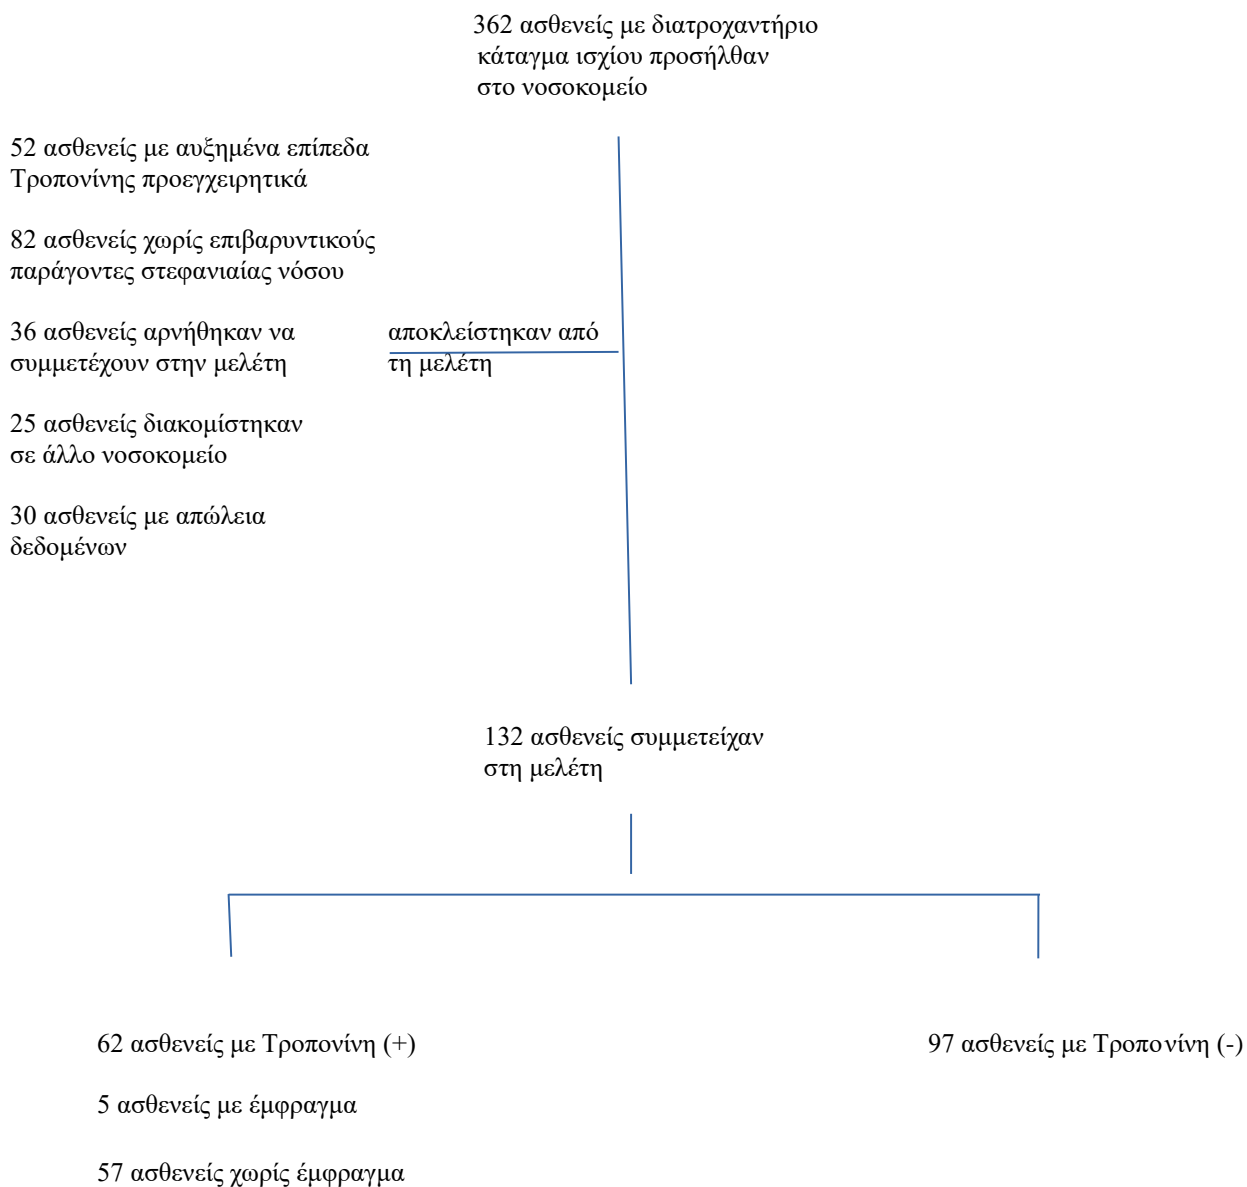 362 ασθενείς με διατροχαντήριο
κάταγμα ισχίου προσήλθαν
στο νοσοκομείο
52 ασθενείς με αυξημένα επίπεδα
Τροπονίνης προεγχειρητικά
82 ασθενείς χωρίς επιβαρυντικούς
παράγοντες στεφανιαίας νόσου
36 ασθενείς αρνήθηκαν να
συμμετέχουν στην μελέτη
αποκλείστηκαν από
τη μελέτη
25 ασθενείς διακομίστηκαν
σε άλλο νοσοκομείο
30 ασθενείς με απώλεια
δεδομένων
132 ασθενείς συμμετείχαν
στη μελέτη
62 ασθενείς με Τροπονίνη (+)
97 ασθενείς με Τροπονίνη (-)
5 ασθενείς με έμφραγμα
57 ασθενείς χωρίς έμφραγμα